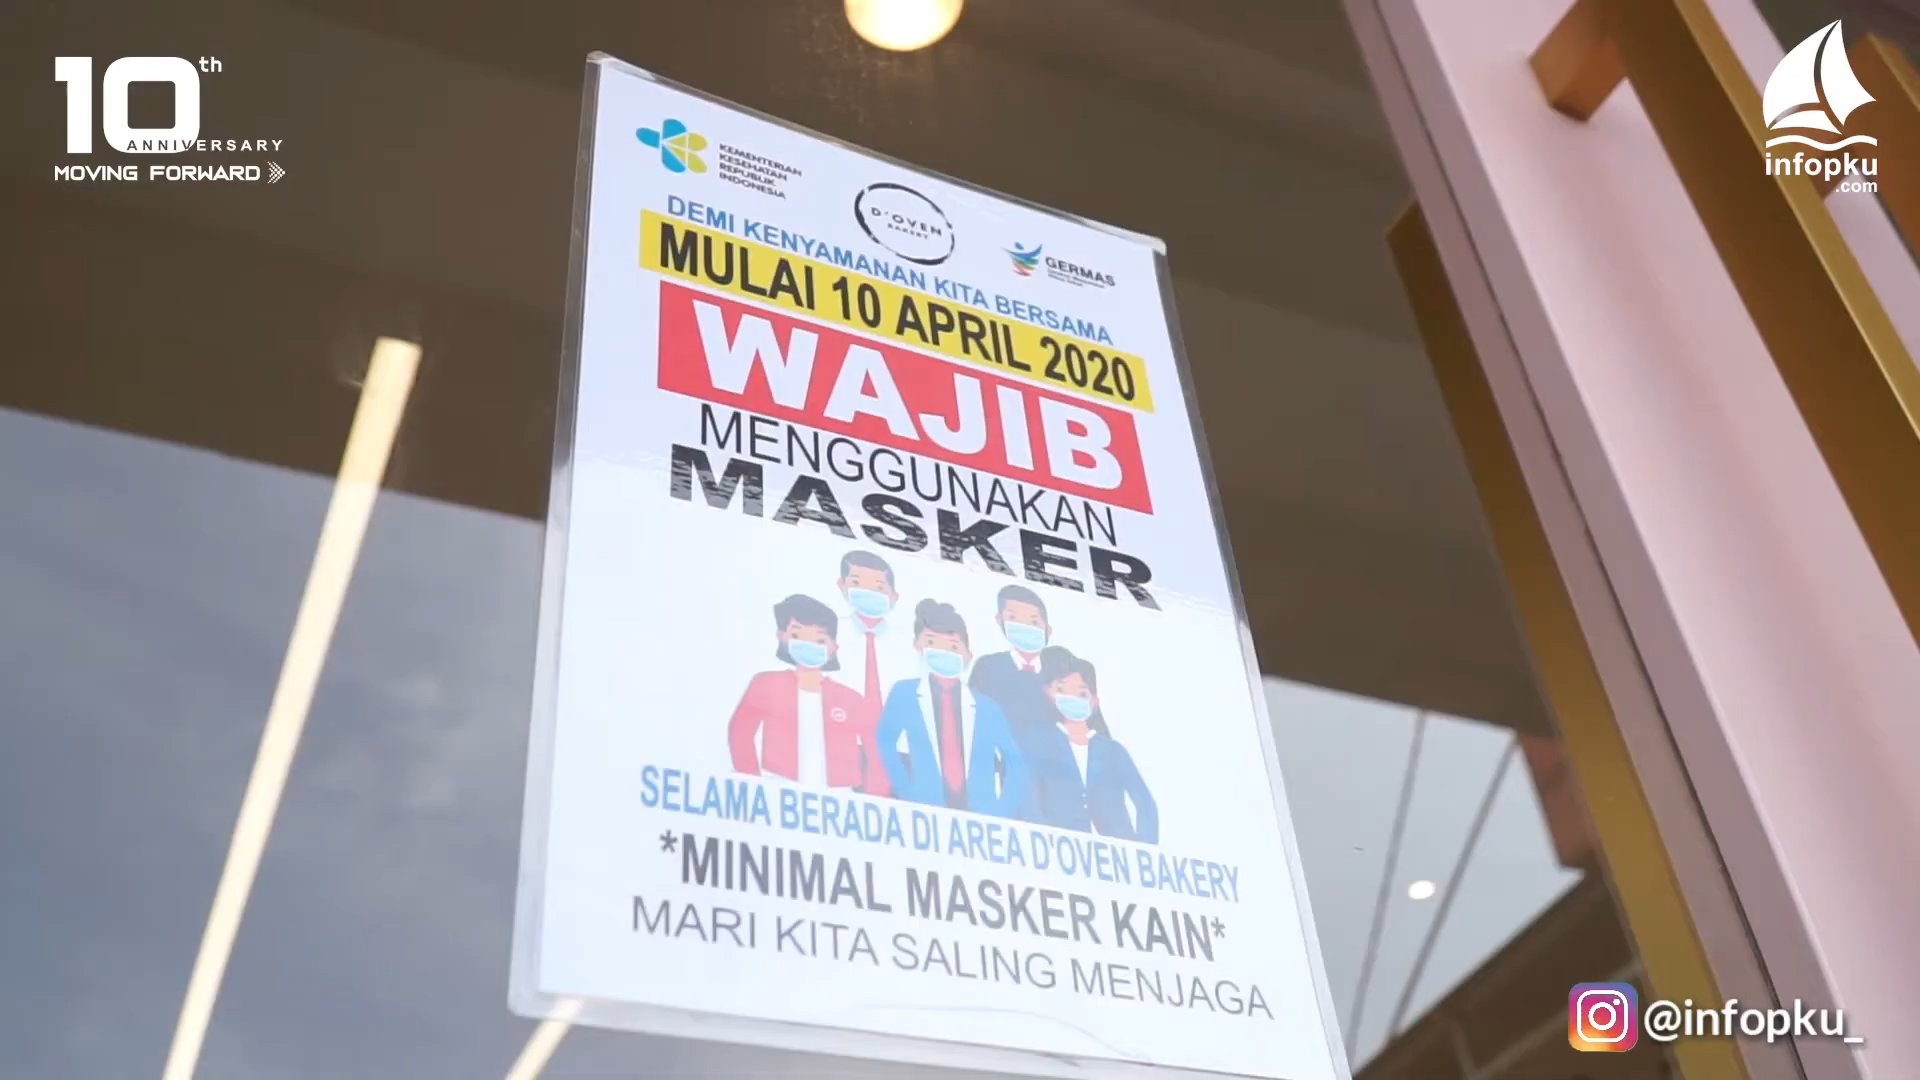 10th
ANNIVERSARY
MOVING FORWARD
infopku
.com
KEMENTERIAN
KESEHATAN
REPUBLIK
INDONESIA
D'OVEN
BAKERY
GERMAS
DEMI KENYAMANAN KITA BERSAMA
MULAI 10 APRIL 2020
WAJIB
MENGGUNAKAN
MASKER
SELAMA BERADA DI AREA D'OVEN BAKERY
*MINIMAL MASKER KAIN*
MARI KITA SALING MENJAGA
@infopku_